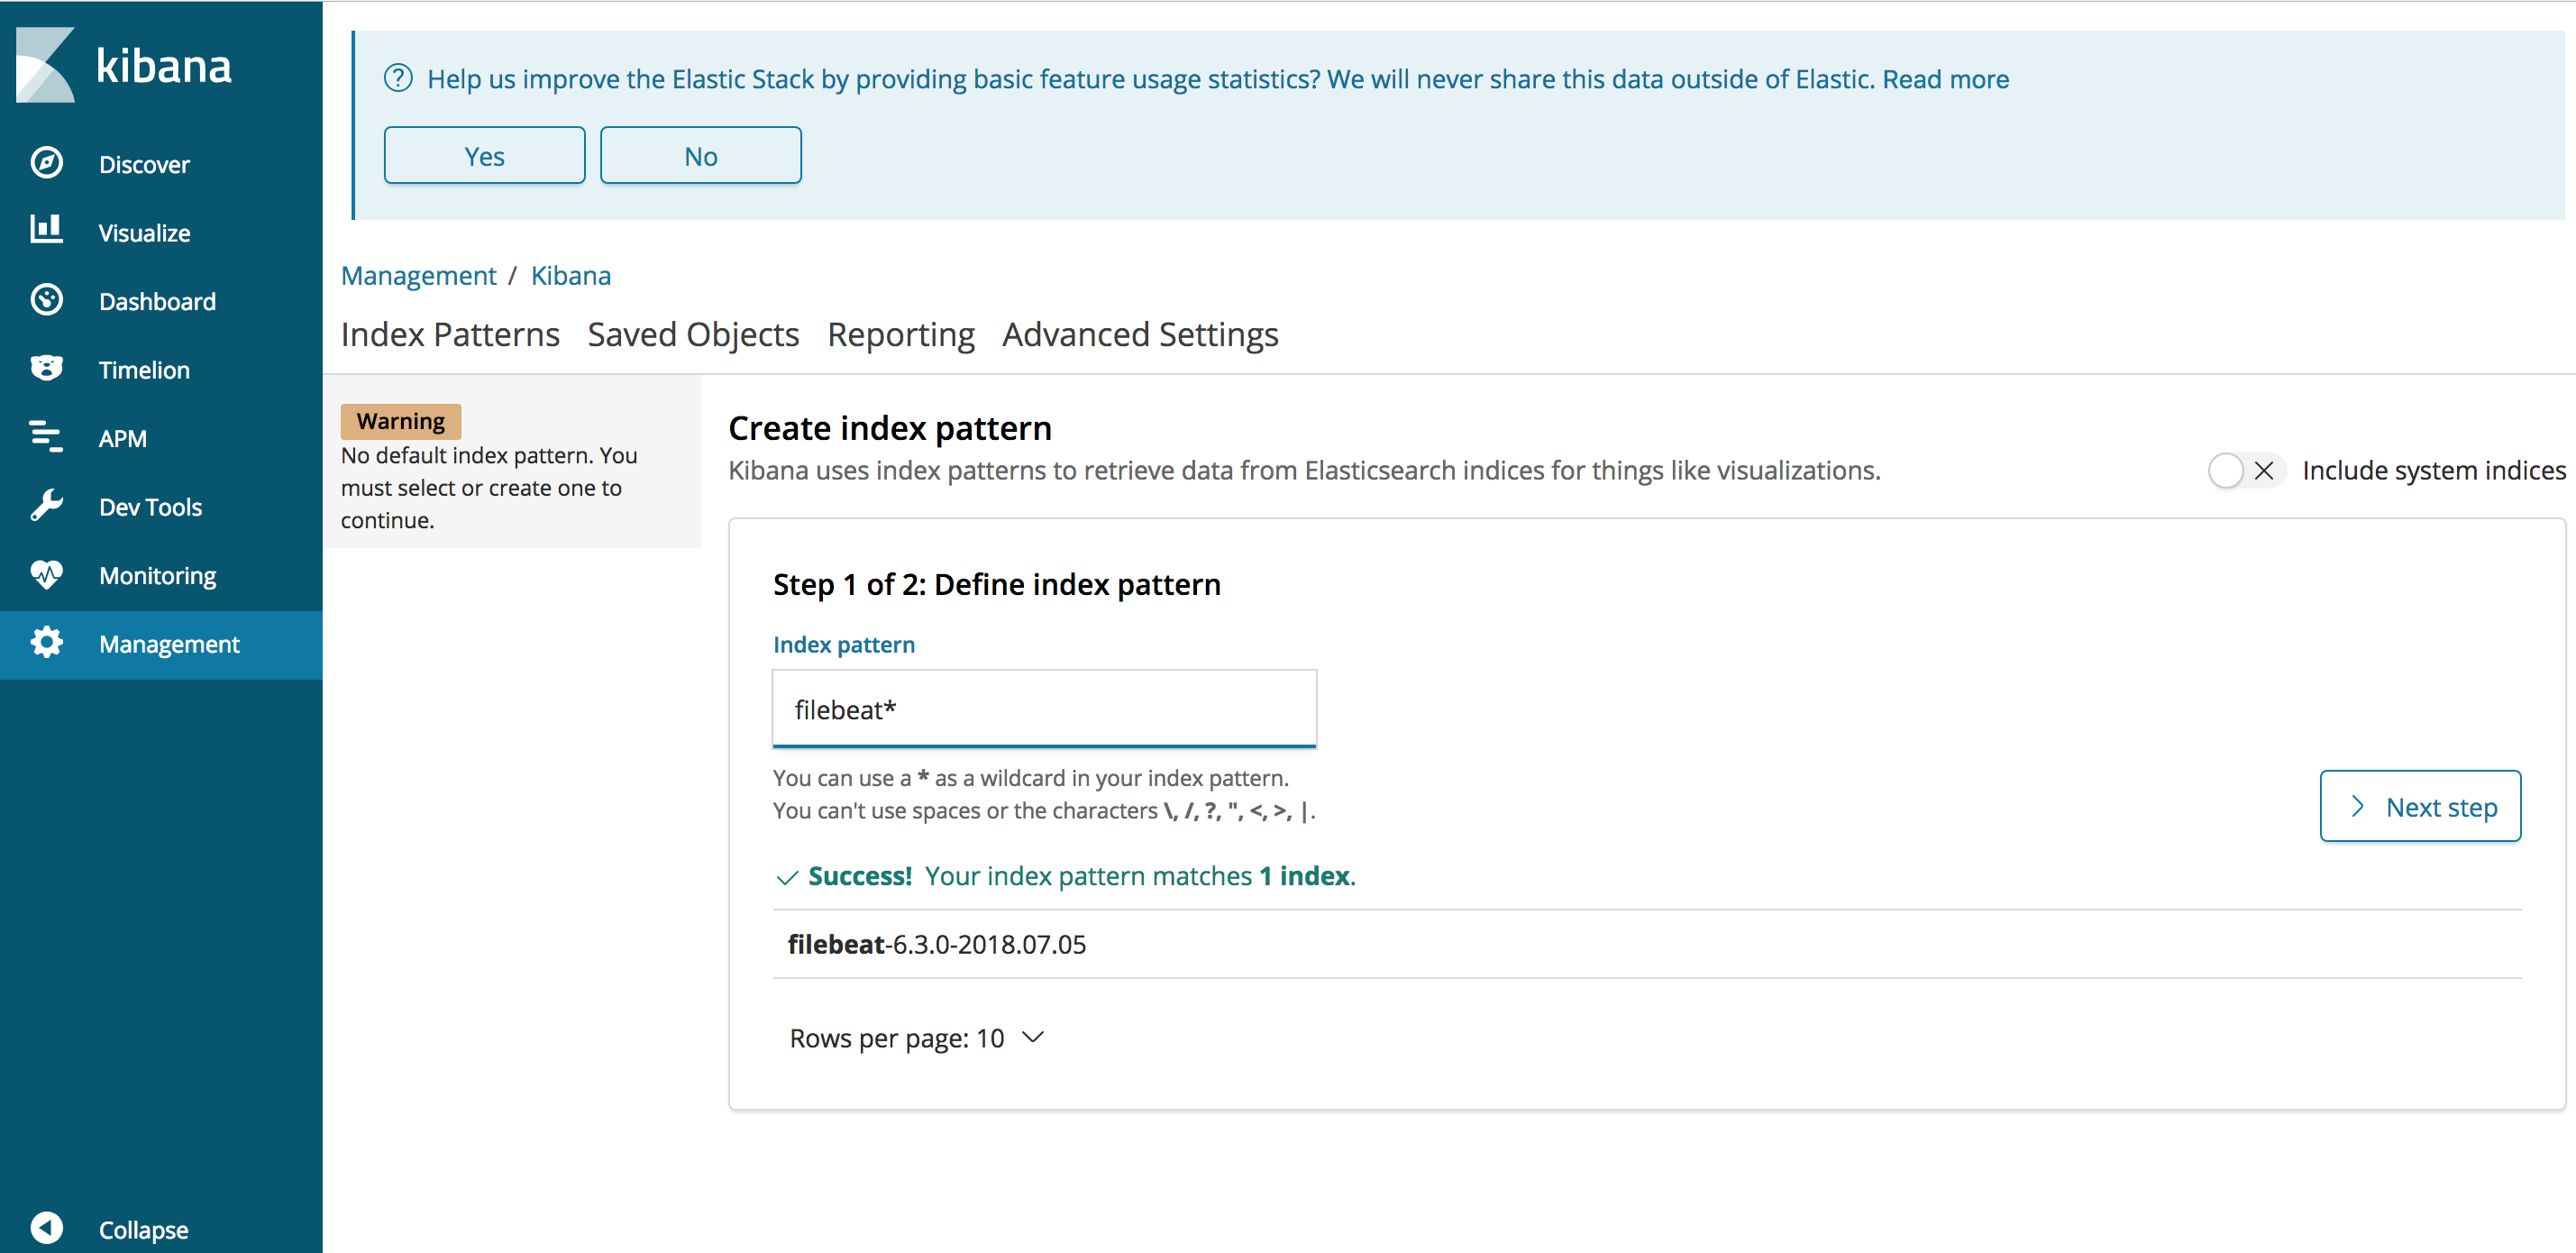 kibana
Discover
Visualize
Dashboard
Timelion
APM
Dev Tools
Monitoring
Management
Collapse
Help us improve the Elastic Stack by providing basic feature usage statistics? We will never share this data outside of Elastic. Read more
Yes No
Management / Kibana
Index Patterns Saved Objects Reporting Advanced Settings
Warning
No default index pattern. You
must select or create one to
continue.
Create index pattern
Kibana uses index patterns to retrieve data from Elasticsearch indices for things like visualizations.
Include system indices
Step 1 of 2: Define index pattern
Index pattern
filebeat*
You can use a * as a wildcard in your index pattern.
You can't use spaces or the characters \, /, ?, ", <, >, |.
Next step
Success! Your index pattern matches 1 index.
filebeat-6.3.0-2018.07.05
Rows per page: 10